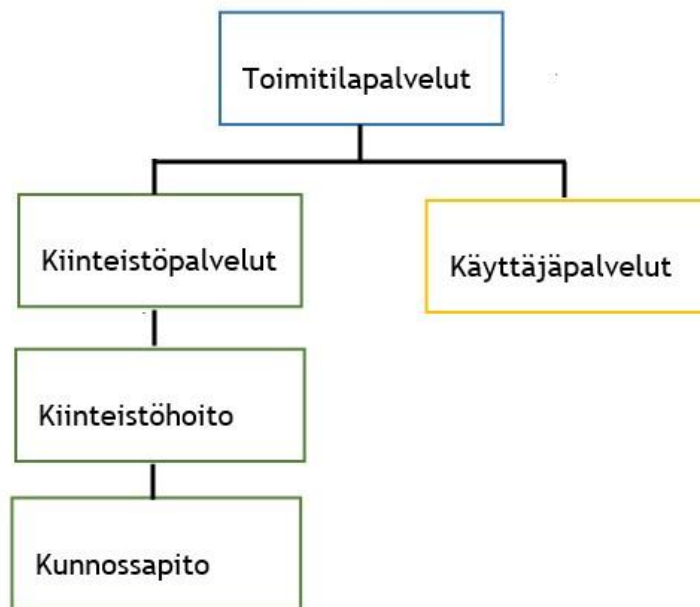 Toimitilapalvelut
Kiinteistöpalvelut
Käyttäjäpalvelut
Kiinteistöhoito
Kunnossapito